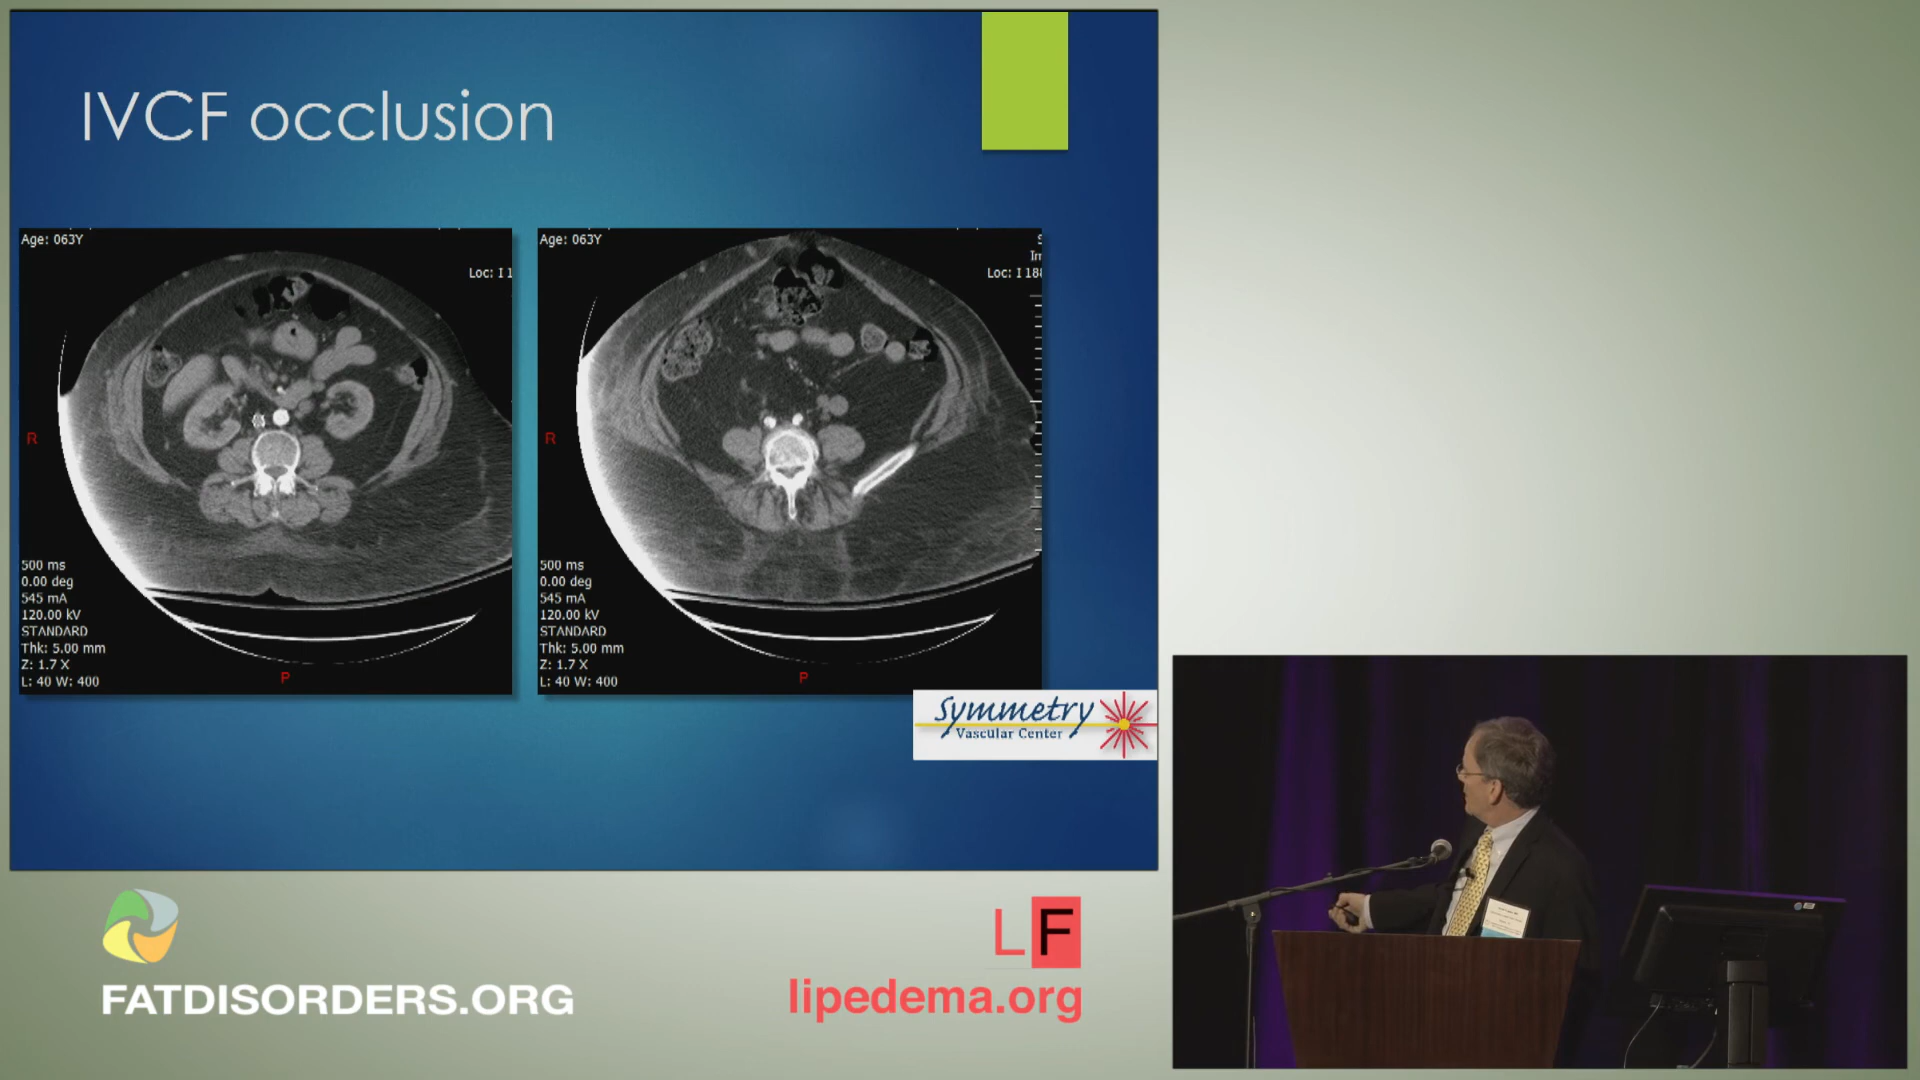 IVCF occlusion
Age: 063Y
Loc: I 1
R
500 ms
0.00 deg
545 mA
120.00 kV
STANDARD
Thk: 5.00 mm
Z: 1.7 X
L: 40 W: 400
P
Age: 063Y
Loc: I 188
R
500 ms
0.00 deg
545 mA
120.00 kV
STANDARD
Thk: 5.00 mm
Z: 1.7 X
L: 40 W: 400
P
Symmetry
Vascular Center
FATDISORDERS.ORG
LF
lipedema.org